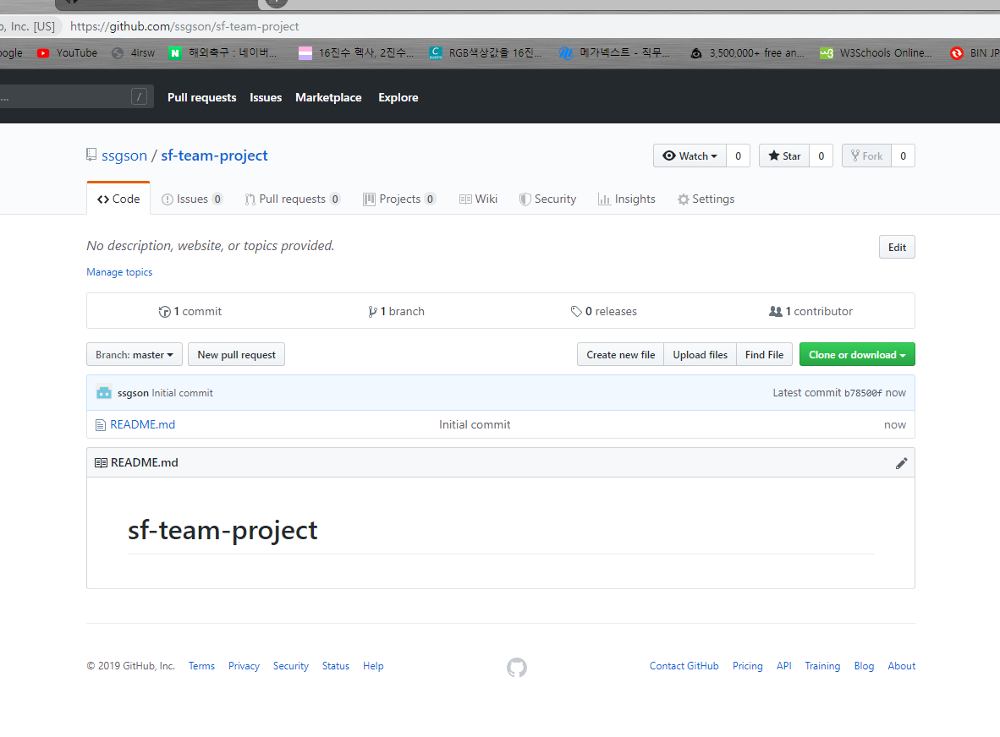 , Inc. [US] https://github.com/ssgson/sf-team-project
ogle YouTube 4irsw 해외축구 : 네이버... 16진수 헥사, 2진수... RGB색상값을 16진... 메가넥스트 - 직무... 3,500,000+ free an... W3Schools Online... BIN JP
... / Pull requests Issues Marketplace Explore
ssgson / sf-team-project Watch 0 Star 0 Fork 0
Code Issues 0 Pull requests 0 Projects 0 Wiki Security Insights Settings
No description, website, or topics provided. Edit
Manage topics
1 commit 1 branch 0 releases 1 contributor
Branch: master New pull request Create new file Upload files Find File Clone or download
ssgson Initial commit Latest commit b78500f now
README.md Initial commit now
README.md
sf-team-project
© 2019 GitHub, Inc. Terms Privacy Security Status Help Contact GitHub Pricing API Training Blog About